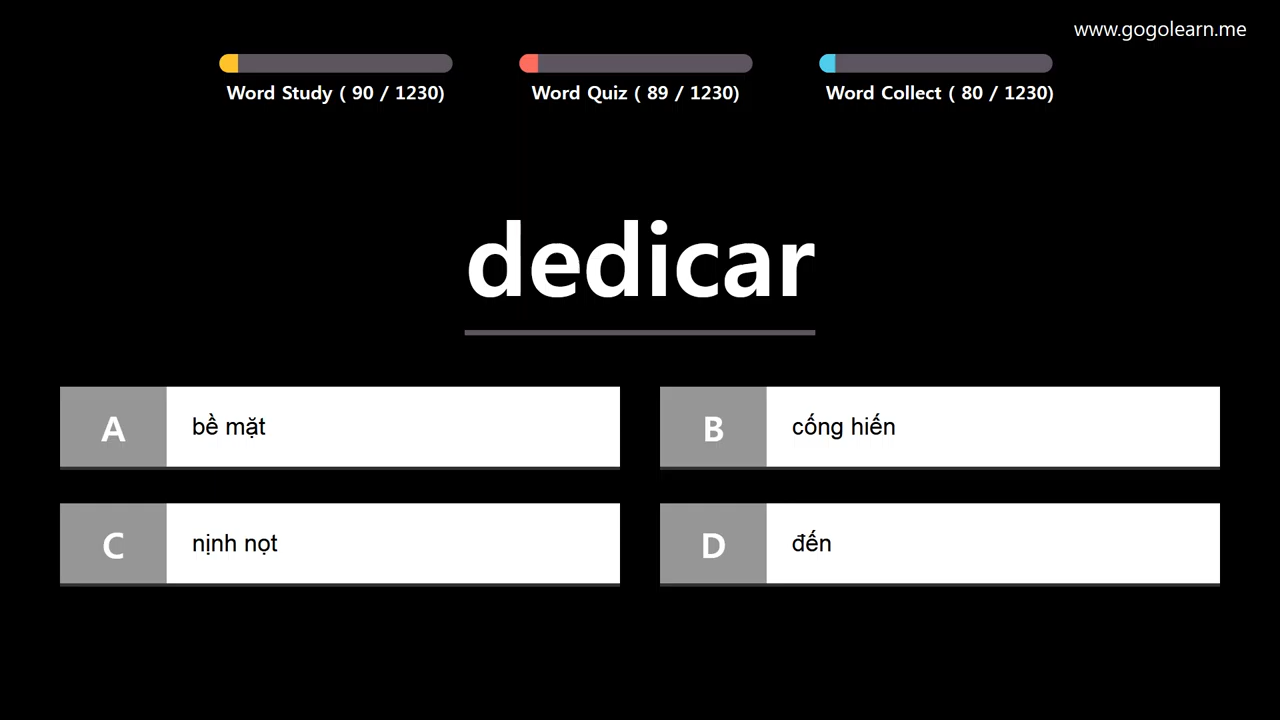 www.gogolearn.me
Word Study ( 90 / 1230)
Word Quiz ( 89 / 1230)
Word Collect ( 80 / 1230)
dedicar
A bề mặt
B cống hiến
C nịnh nọt
D đến